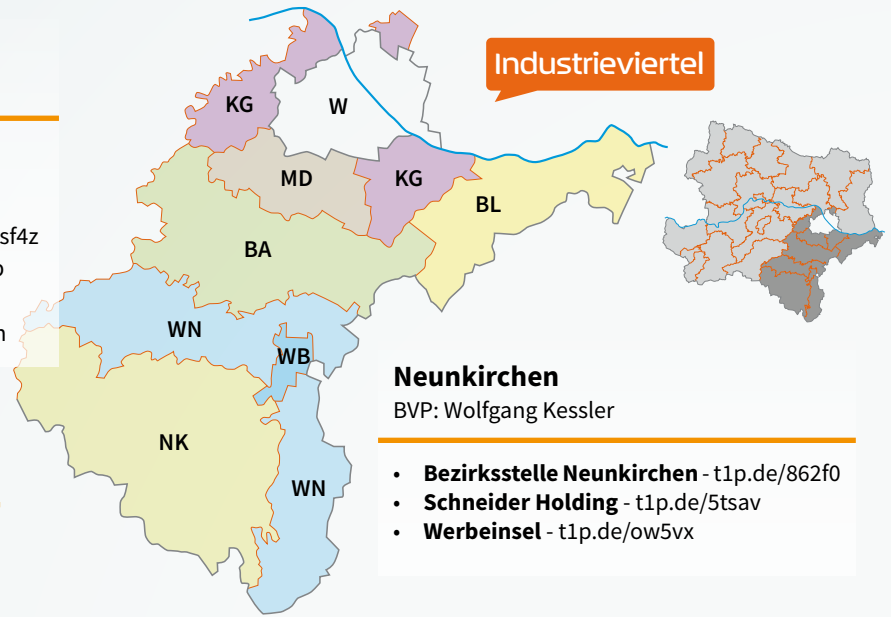 Industrieviertel
KG
W
MD
KG
BL
BA
WN
WB
NK
WN
sf4z
Neunkirchen
BVP: Wolfgang Kessler
• Bezirksstelle Neunkirchen - t1p.de/862f0
• Schneider Holding - t1p.de/5tsav
• Werbeinsel - t1p.de/ow5vx